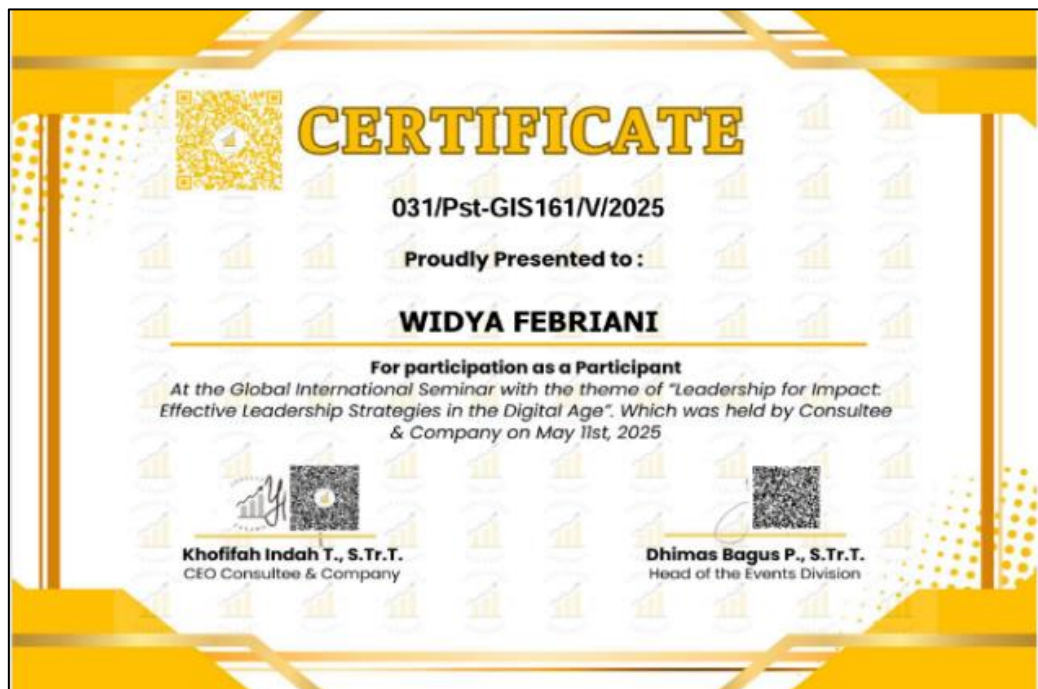 CERTIFICATE
031/Pst-GIS161/V/2025
Proudly Presented to :
WIDYA FEBRIANI
For participation as a Participant
At the Global International Seminar with the theme of "Leadership for Impact:
Effective Leadership Strategies in the Digital Age". Which was held by Consultee
& Company on May 11st, 2025
Khofifah Indah T., S.Tr.T.
CEO Consultee & Company
Dhimas Bagus P., S.Tr.T.
Head of the Events Division